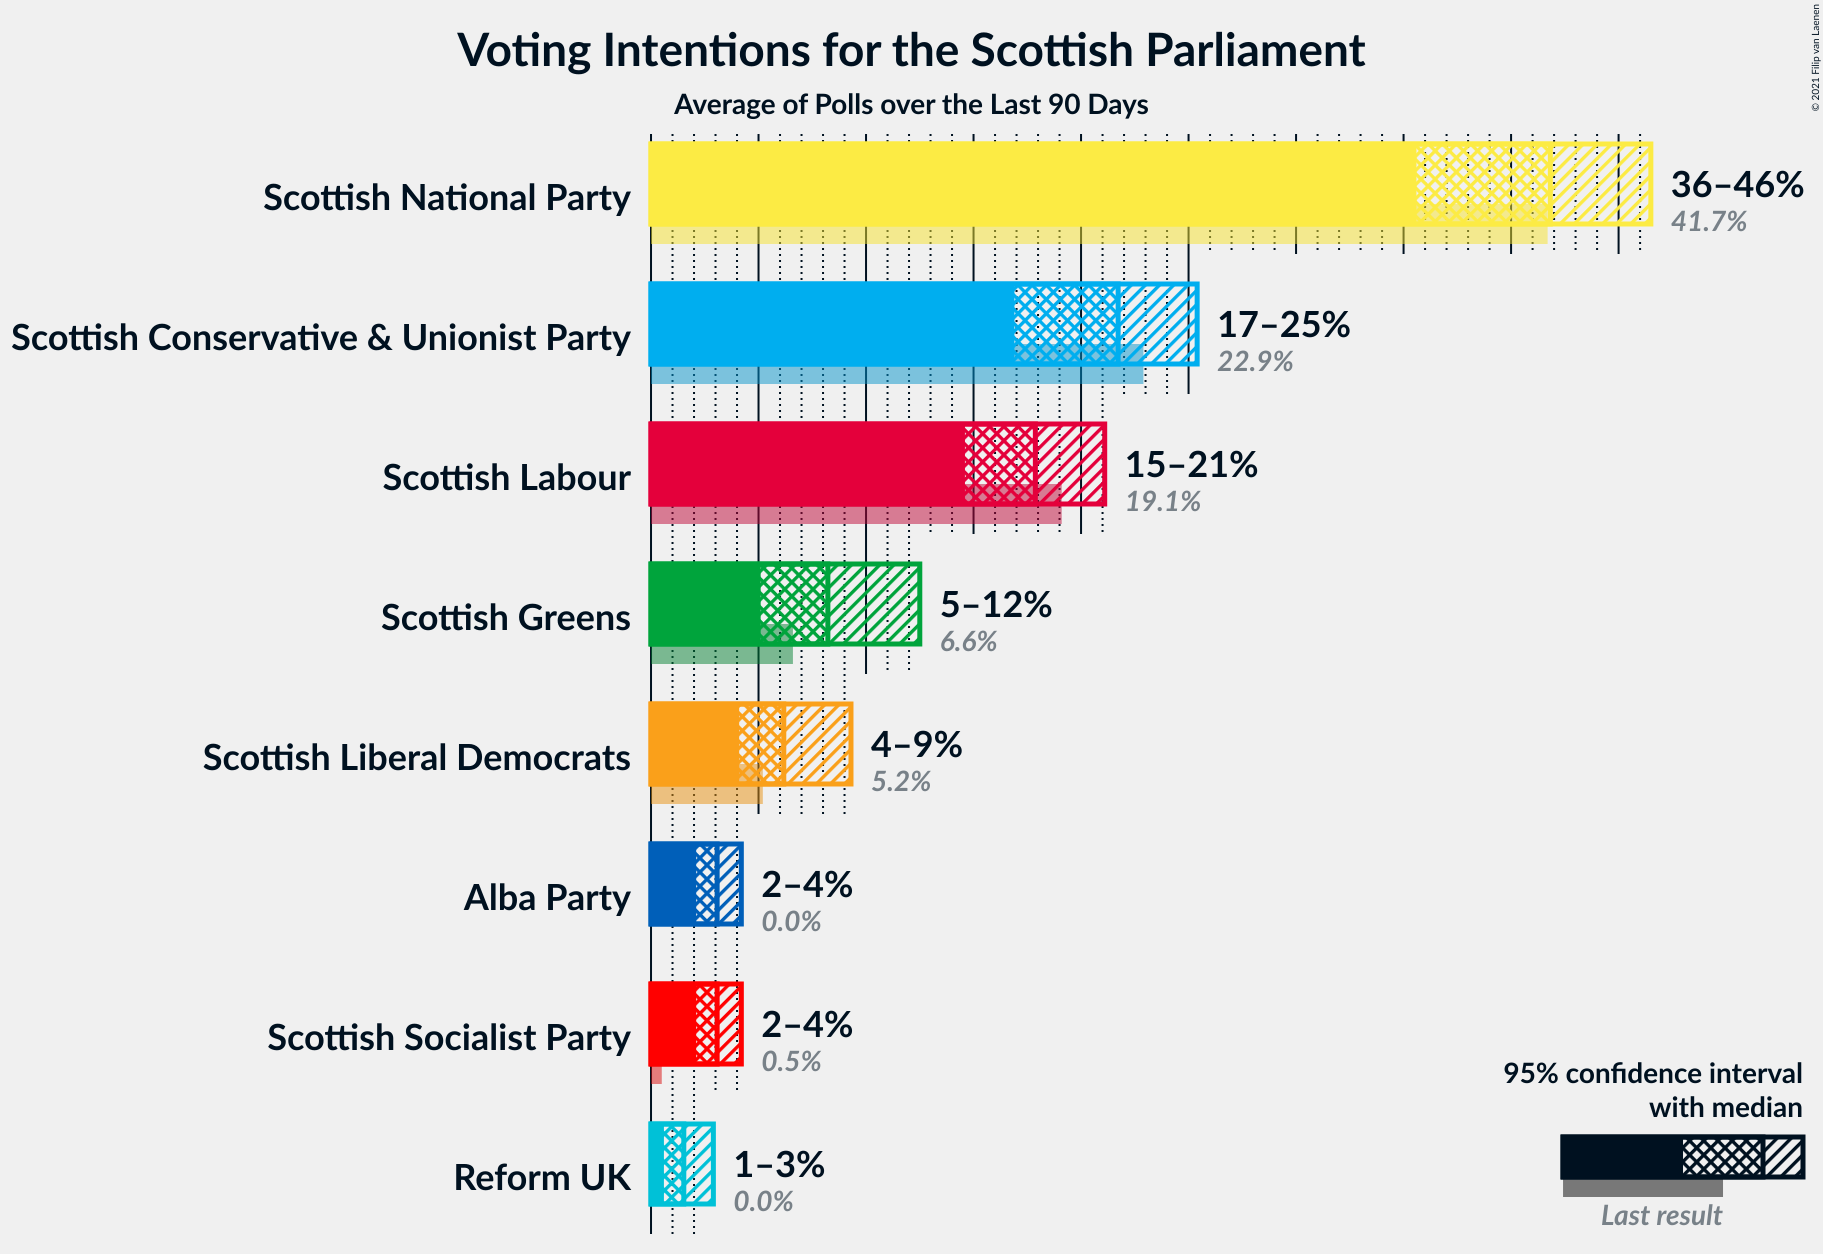 Voting Intentions for the Scottish Parliament
Average of Polls over the Last 90 Days
© 2021 Filip van Laenen
Scottish National Party
36–46%
41.7%
Scottish Conservative & Unionist Party
17–25%
22.9%
Scottish Labour
15–21%
19.1%
Scottish Greens
5–12%
6.6%
Scottish Liberal Democrats
4–9%
5.2%
Alba Party
2–4%
0.0%
Scottish Socialist Party
2–4%
0.5%
Reform UK
1–3%
0.0%
95% confidence interval
with median
Last result